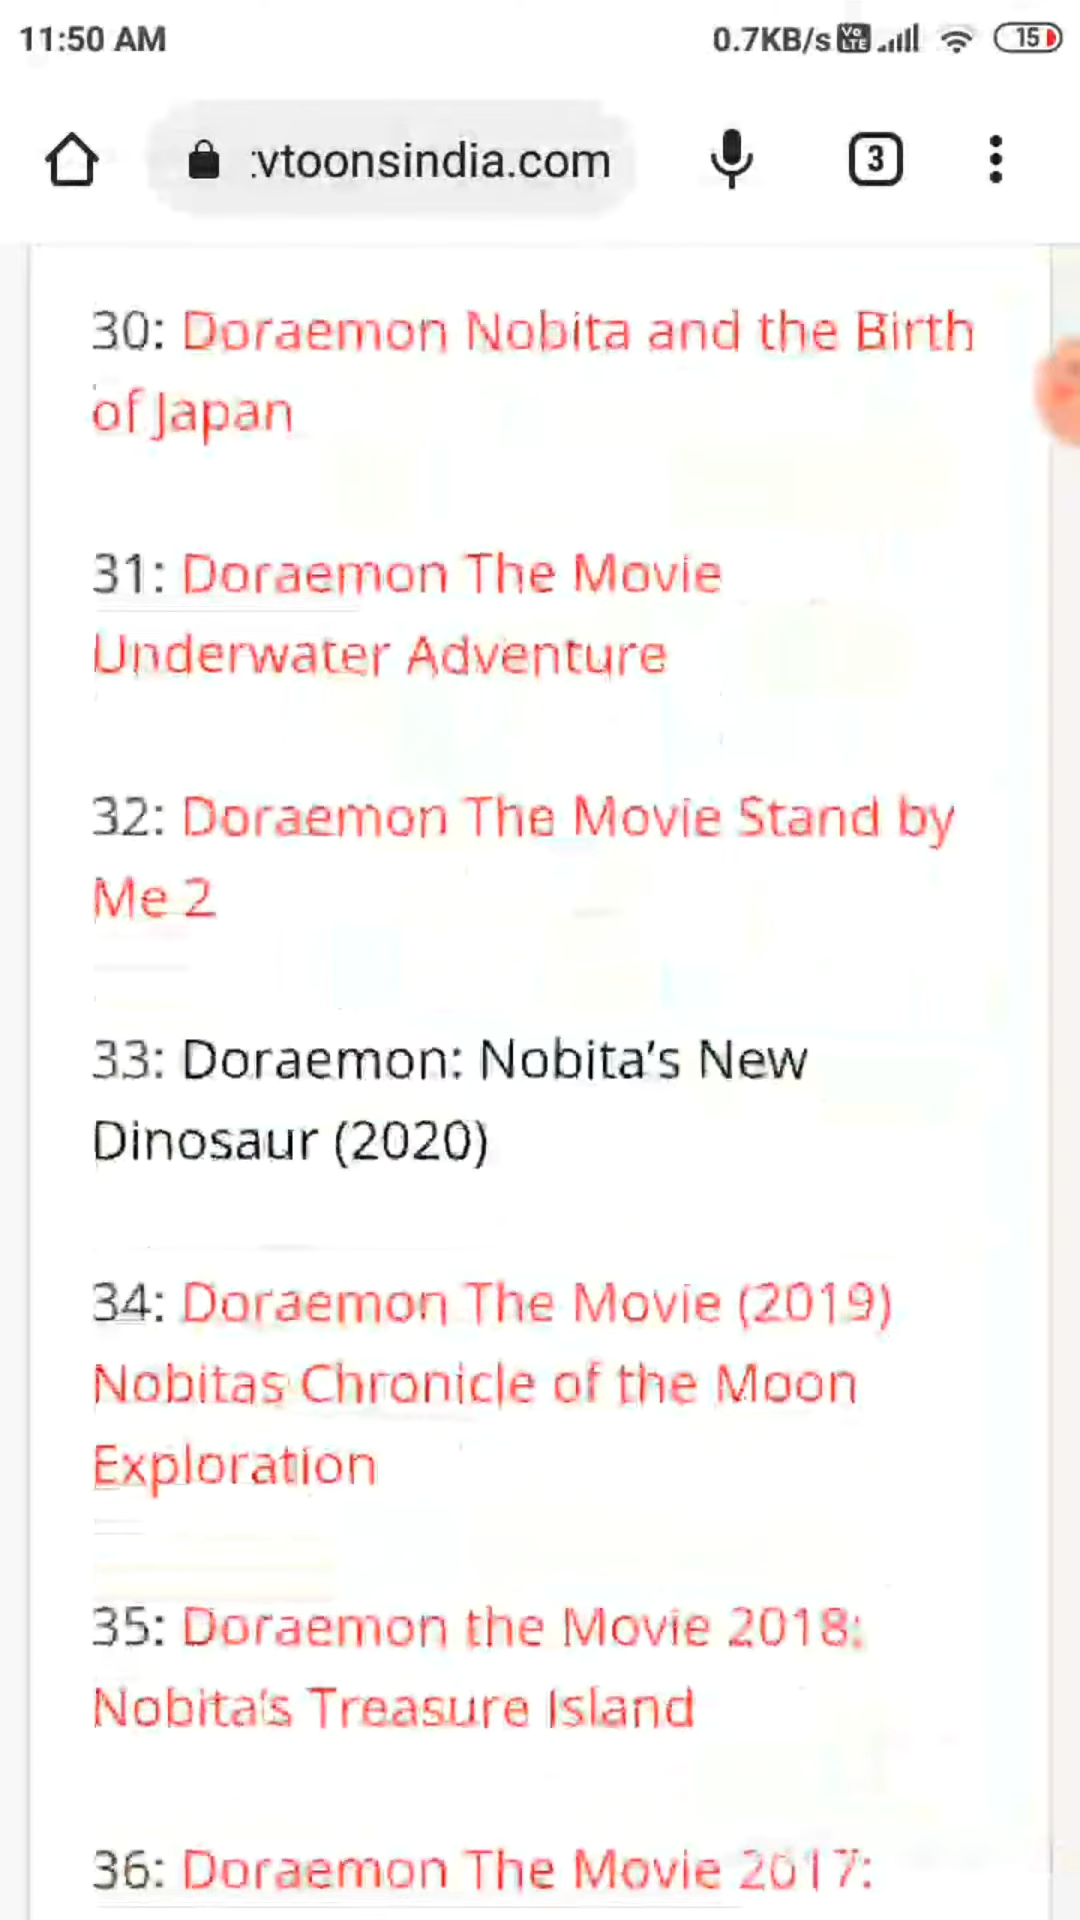 11:50 AM 0.7KB/s Vo LTE 15
:vtoonsindia.com 3
30: Doraemon Nobita and the Birth
of Japan
31: Doraemon The Movie
Underwater Adventure
32: Doraemon The Movie Stand by
Me 2
33: Doraemon: Nobita's New
Dinosaur (2020)
34: Doraemon The Movie (2019)
Nobitas Chronicle of the Moon
Exploration
35: Doraemon the Movie 2018:
Nobita's Treasure Island
36: Doraemon The Movie 2017: